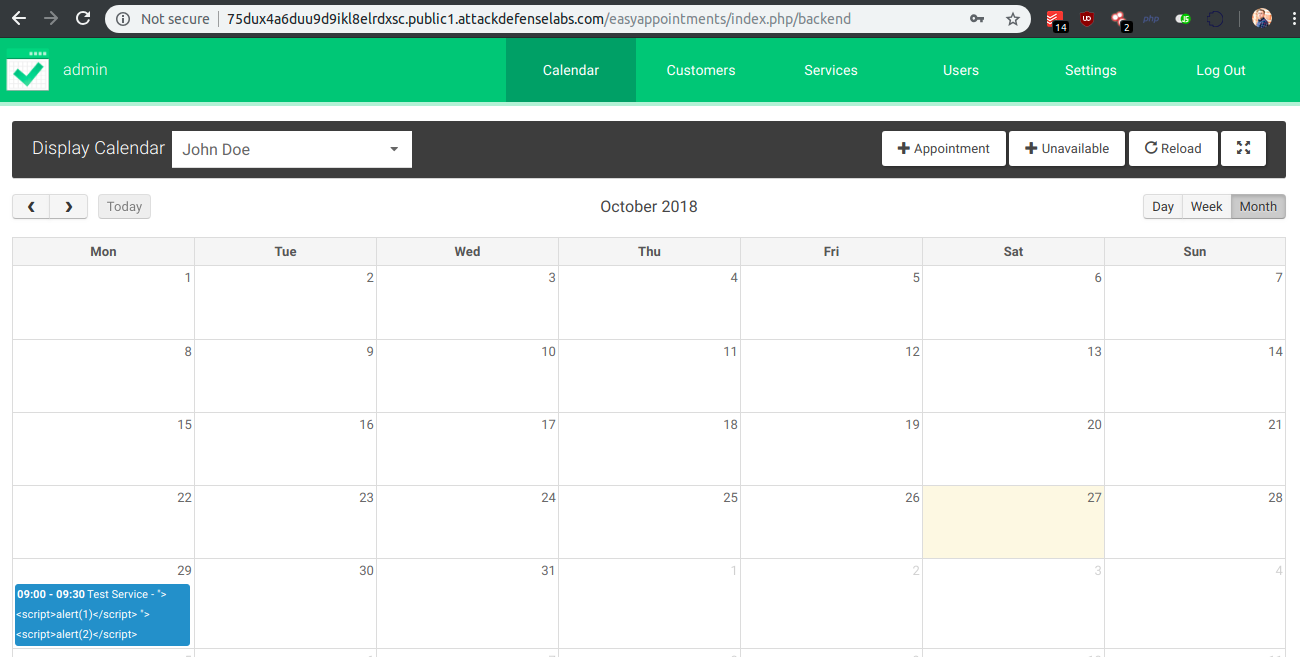 Not secure | 75dux4a6duu9d9ikl8elrdxsc.public1.attackdefenselabs.com/easyappointments/index.php/backend 14 UD 2 php JS
admin Calendar Customers Services Users Settings Log Out
Display Calendar John Doe Appointment Unavailable Reload
Today October 2018 Day Week Month
Mon Tue Wed Thu Fri Sat Sun
1 2 3 4 5 6 7
8 9 10 11 12 13 14
15 16 17 18 19 20 21
22 23 24 25 26 27 28
29 30 31 1 2 3 4
09:00 - 09:30 Test Service - ">
<script>alert(1)</script> ">
<script>alert(2)</script>